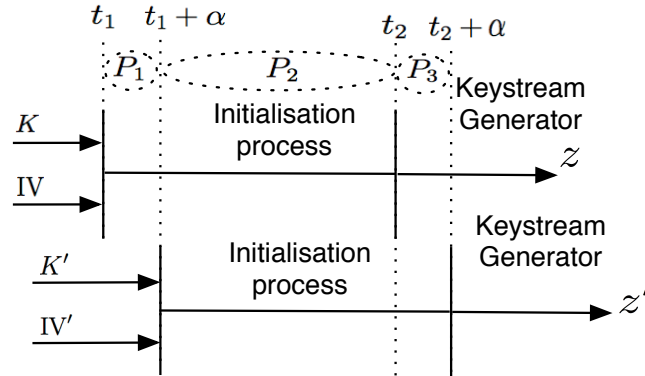 t₁ t₁ + α t₂ t₂ + α
P₁ P₂ P₃
Keystream
Generator
Initialisation
process
K
z
IV
Keystream
Generator
Initialisation
process
K′
z′
IV′